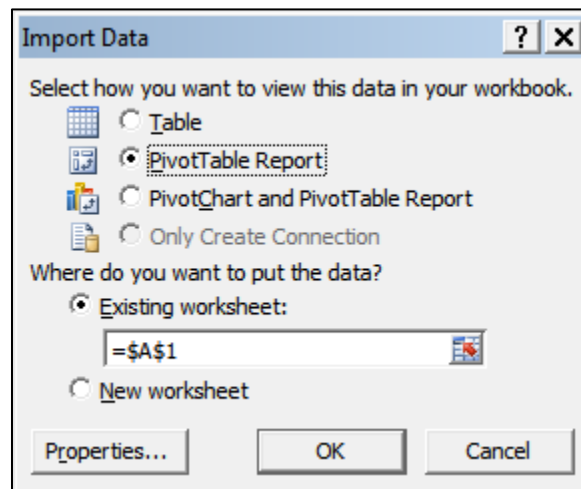 Import Data
?
Select how you want to view this data in your workbook.
Table
PivotTable Report
PivotChart and PivotTable Report
Only Create Connection
Where do you want to put the data?
Existing worksheet:
=$A$1
New worksheet
Properties... OK Cancel